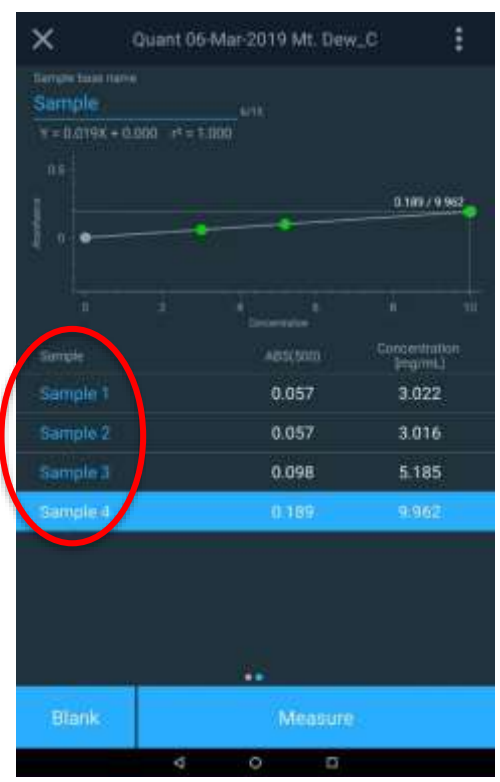 Quant 06-Mar-2019 Mt. Dew_C
Sample base name
Sample
6/15
Y = 0.019X + 0.000 r² = 1.000
0.5
0.189 / 9.962
Absorbance
0
0 2 4 6 8 10
Concentration
Sample ABS(500) Concentration [mg/mL]
Sample 1 0.057 3.022
Sample 2 0.057 3.016
Sample 3 0.098 5.185
Sample 4 0.189 9.962
Blank Measure